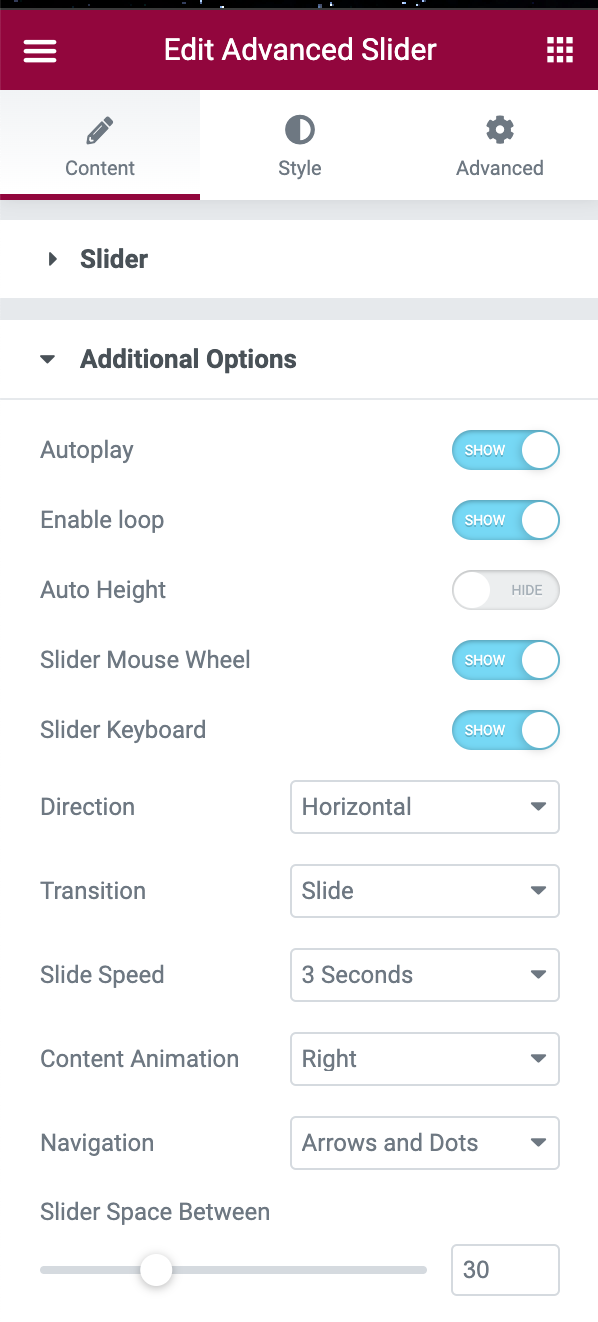 Edit Advanced Slider
Content Style Advanced
Slider
Additional Options
Autoplay SHOW
Enable loop SHOW
Auto Height HIDE
Slider Mouse Wheel SHOW
Slider Keyboard SHOW
Direction Horizontal
Transition Slide
Slide Speed 3 Seconds
Content Animation Right
Navigation Arrows and Dots
Slider Space Between
30